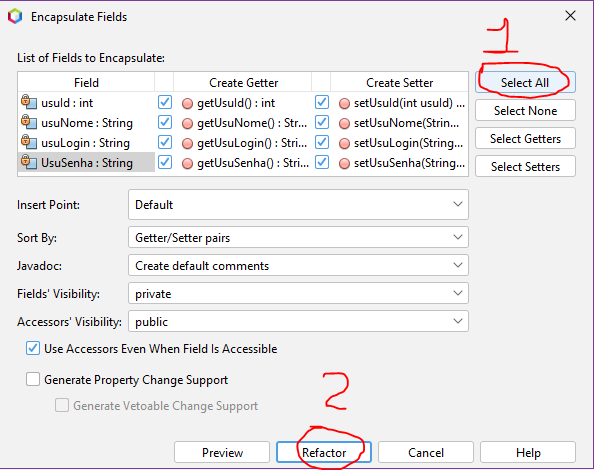 Encapsulate Fields
1
List of Fields to Encapsulate:
Field Create Getter Create Setter
usuId : int getUsuId() : int setUsuId(int usuId) ...
usuNome : String getUsuNome() : Stri... setUsuNome(Strin...
usuLogin : String getUsuLogin() : Stri... setUsuLogin(String...
UsuSenha : String getUsuSenha() : Stri... setUsuSenha(String...
Select All
Select None
Select Getters
Select Setters
Insert Point: Default
Sort By: Getter/Setter pairs
Javadoc: Create default comments
Fields' Visibility: private
Accessors' Visibility: public
Use Accessors Even When Field Is Accessible
Generate Property Change Support
Generate Vetoable Change Support
2
Preview Refactor Cancel Help